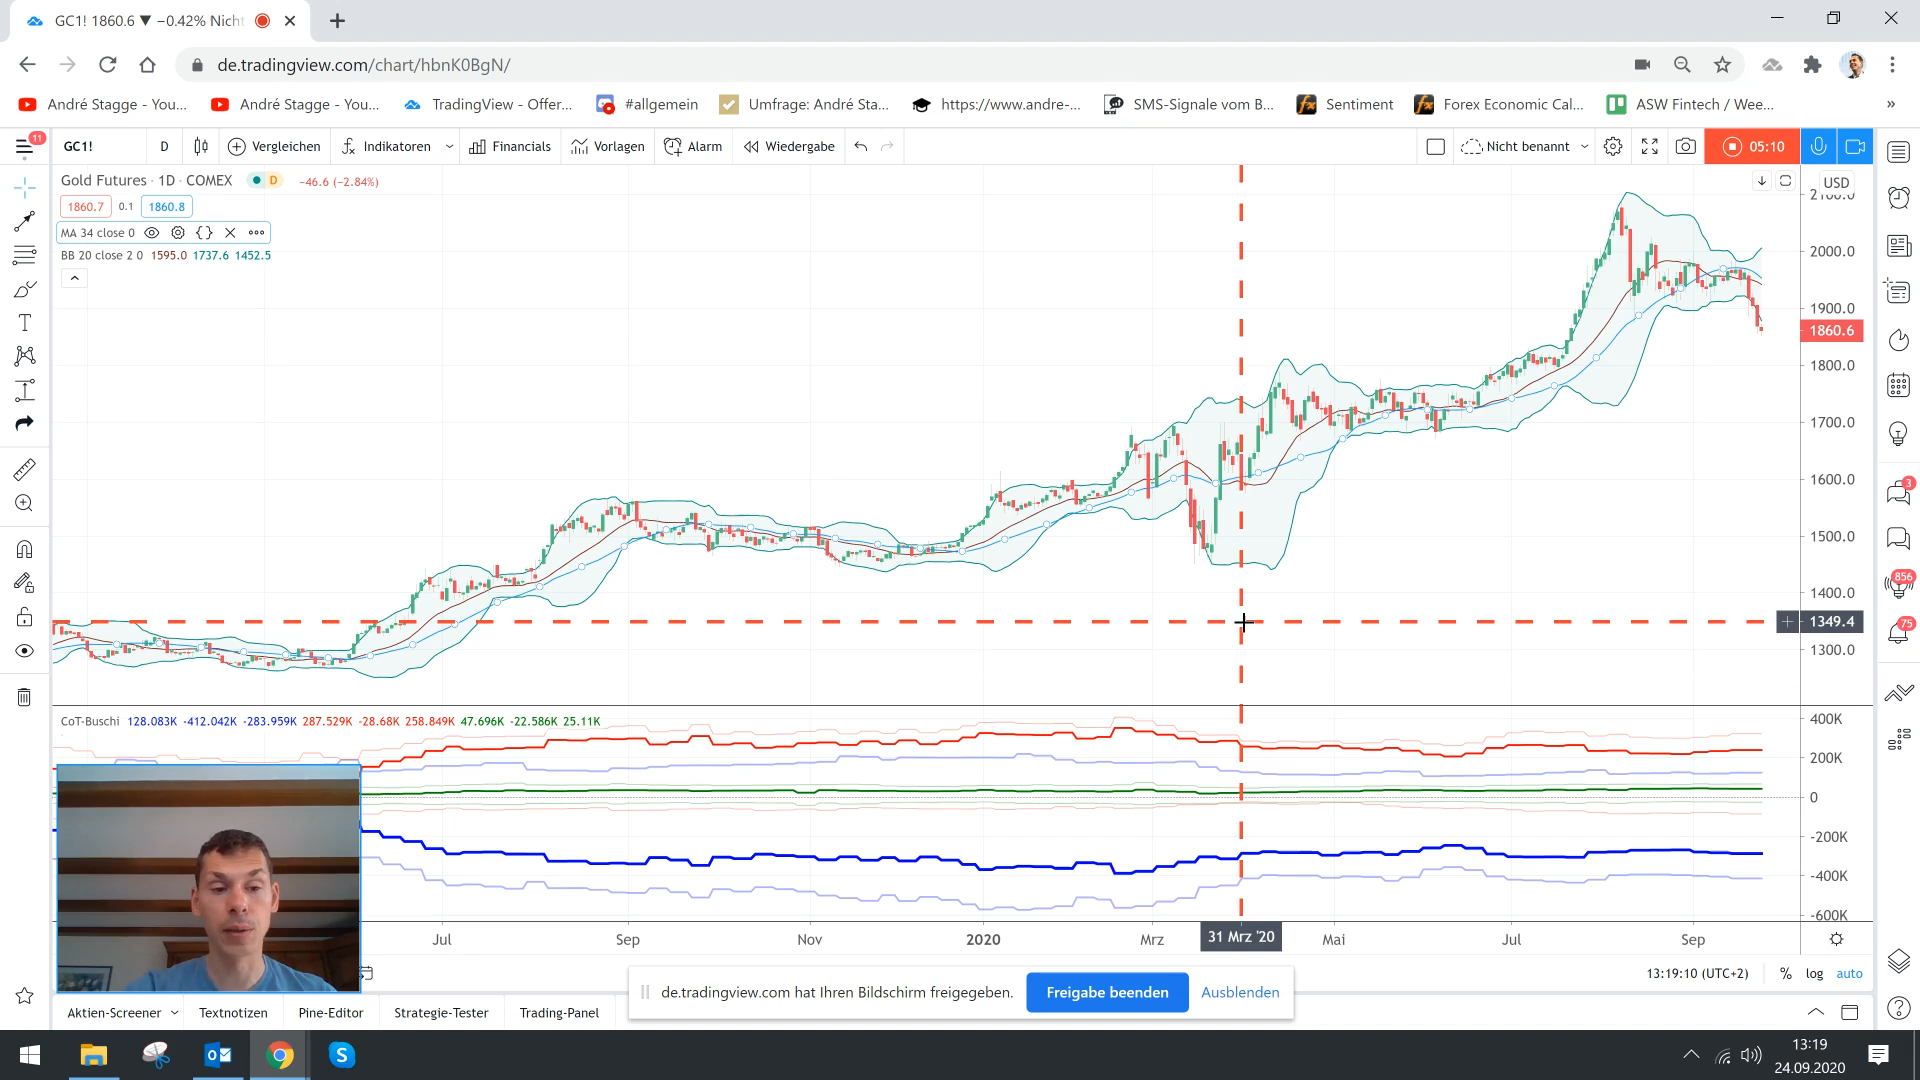 GC1! 1860.6 ▼ −0.42% Nicht
de.tradingview.com/chart/hbnK0BgN/
André Stagge - You...
André Stagge - You...
TradingView - Offer...
#allgemein
Umfrage: André Sta...
https://www.andre-...
SMS-Signale vom B...
Sentiment
Forex Economic Cal...
ASW Fintech / Wee...
»
11
GC1!
D
Vergleichen
Indikatoren
Financials
Vorlagen
Alarm
Wiedergabe
Nicht benannt
05:10
Gold Futures · 1D · COMEX
D
−46.6 (−2.84%)
1860.7
0.1
1860.8
MA 34 close 0
BB 20 close 2 0 1595.0 1737.6 1452.5
USD
2100.0
2000.0
1900.0
1860.6
1800.0
1700.0
1600.0
1500.0
1400.0
1349.4
1300.0
3
856
75
CoT-Buschi 128.083K -412.042K -283.959K 287.529K -28.68K 258.849K 47.696K -22.586K 25.11K
400K
200K
0
-200K
-400K
-600K
Jul
Sep
Nov
2020
Mrz
31 Mrz '20
Mai
Jul
Sep
13:19:10 (UTC+2)
%
log
auto
de.tradingview.com hat Ihren Bildschirm freigegeben.
Freigabe beenden
Ausblenden
Aktien-Screener
Textnotizen
Pine-Editor
Strategie-Tester
Trading-Panel
13:19
24.09.2020